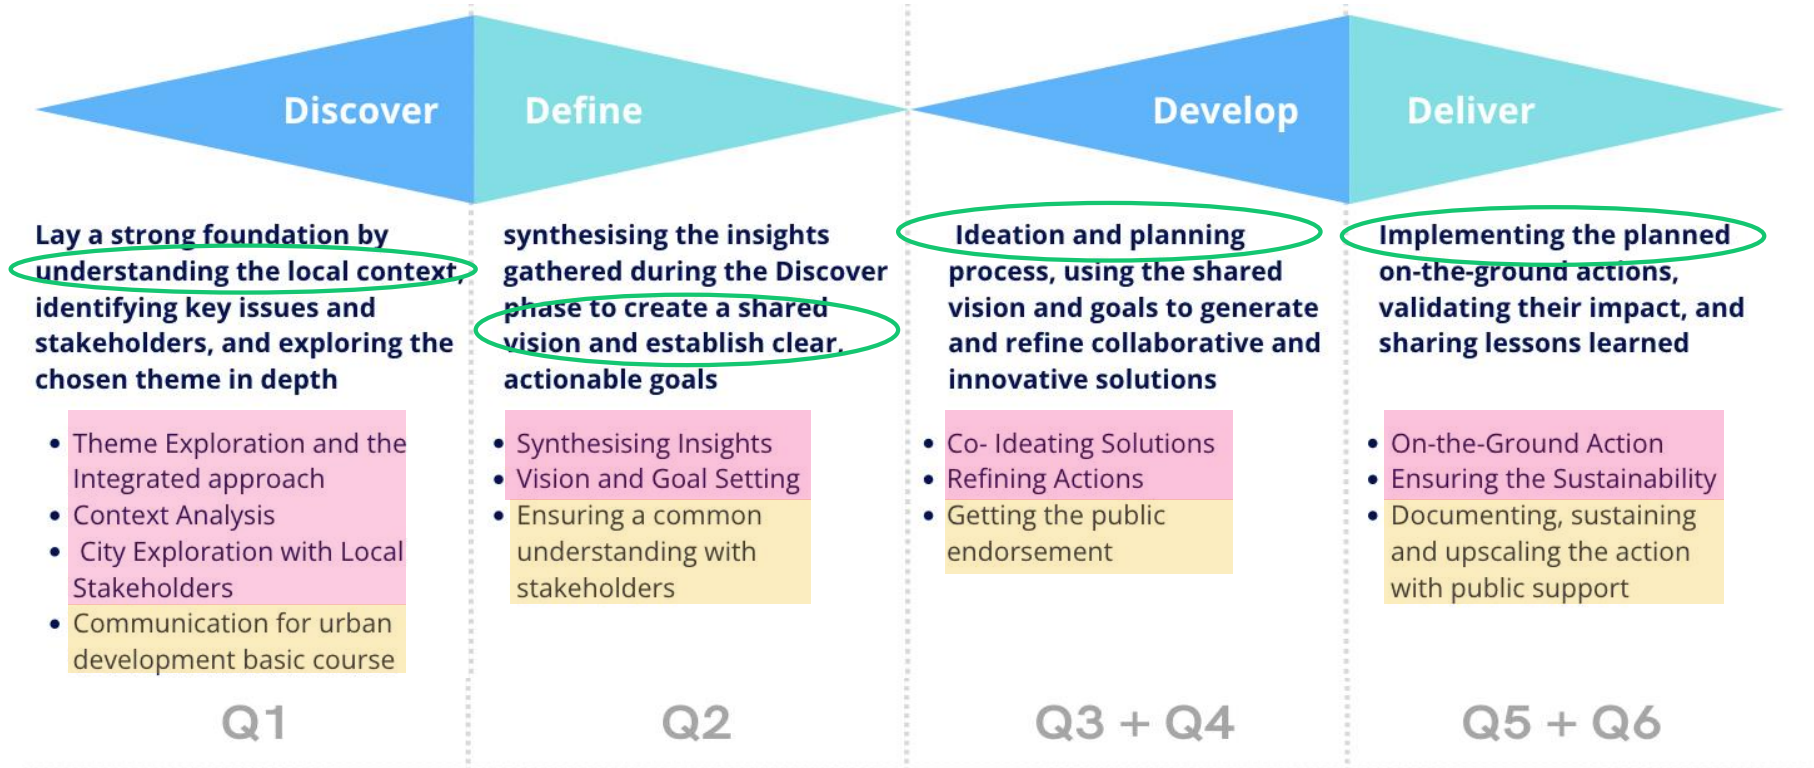 Discover
Define
Develop
Deliver
Lay a strong foundation by
understanding the local context,
identifying key issues and
stakeholders, and exploring the
chosen theme in depth
synthesising the insights
gathered during the Discover
phase to create a shared
vision and establish clear,
actionable goals
Ideation and planning
process, using the shared
vision and goals to generate
and refine collaborative and
innovative solutions
Implementing the planned
on-the-ground actions,
validating their impact, and
sharing lessons learned
• Theme Exploration and the
Integrated approach
• Context Analysis
• City Exploration with Local
Stakeholders
• Communication for urban
development basic course
• Synthesising Insights
• Vision and Goal Setting
• Ensuring a common
understanding with
stakeholders
• Co- Ideating Solutions
• Refining Actions
• Getting the public
endorsement
• On-the-Ground Action
• Ensuring the Sustainability
• Documenting, sustaining
and upscaling the action
with public support
Q1
Q2
Q3 + Q4
Q5 + Q6